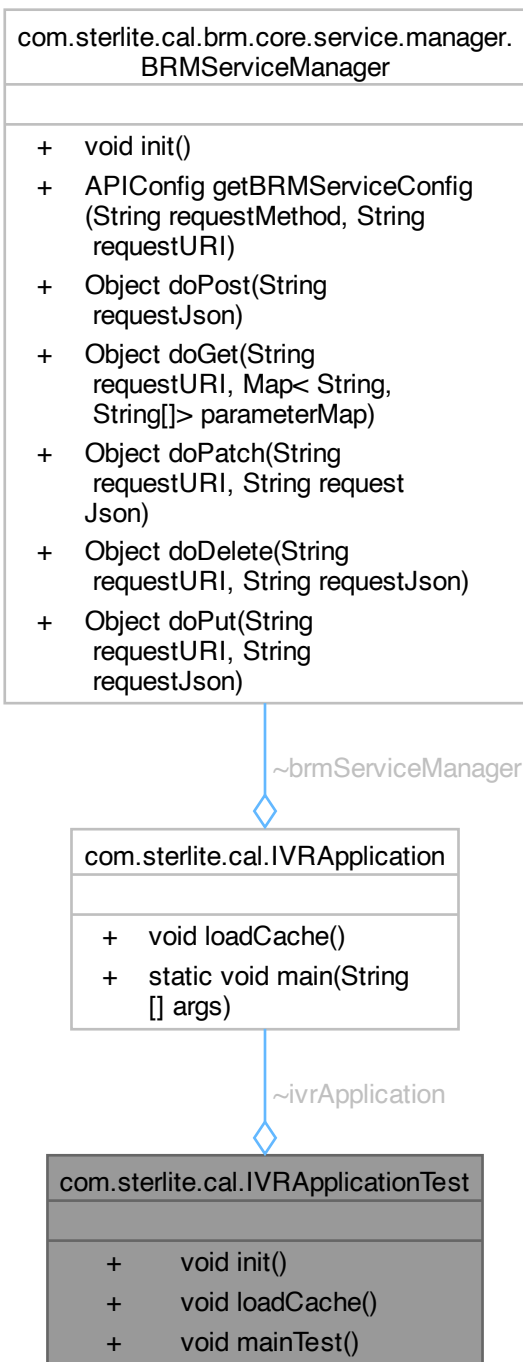 com.sterlite.cal.brm.core.service.manager.
BRMServiceManager
+ void init()
+ APIConfig getBRMServiceConfig
(String requestMethod, String
requestURI)
+ Object doPost(String
requestJson)
+ Object doGet(String
requestURI, Map< String,
String[]> parameterMap)
+ Object doPatch(String
requestURI, String request
Json)
+ Object doDelete(String
requestURI, String requestJson)
+ Object doPut(String
requestURI, String
requestJson)
~brmServiceManager
com.sterlite.cal.IVRApplication
+ void loadCache()
+ static void main(String
[] args)
~ivrApplication
com.sterlite.cal.IVRApplicationTest
+ void init()
+ void loadCache()
+ void mainTest()